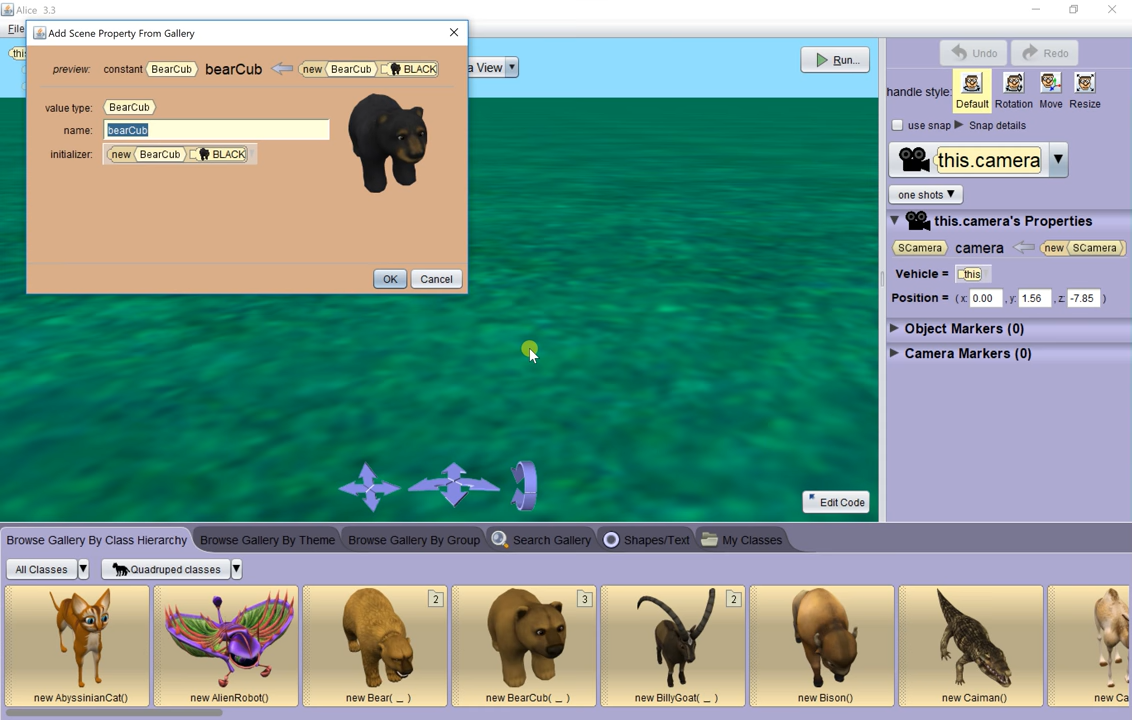 Alice 3.3
File
Add Scene Property From Gallery
preview: constant BearCub bearCub new BearCub BLACK
value type: BearCub
name: bearCub
initializer: new BearCub BLACK
OK Cancel
View
Run...
Undo Redo
handle style:
Default Rotation Move Resize
use snap Snap details
this.camera
one shots
this.camera's Properties
SCamera camera new SCamera
Vehicle = this
Position = ( x: 0.00 , y: 1.56 , z: -7.85 )
Object Markers (0)
Camera Markers (0)
Edit Code
Browse Gallery By Class Hierarchy Browse Gallery By Theme Browse Gallery By Group Search Gallery Shapes/Text My Classes
All Classes Quadruped classes
2 3 2
new AbyssinianCat() new AlienRobot() new Bear( _ ) new BearCub( _ ) new BillyGoat( _ ) new Bison() new Caiman() new Ca